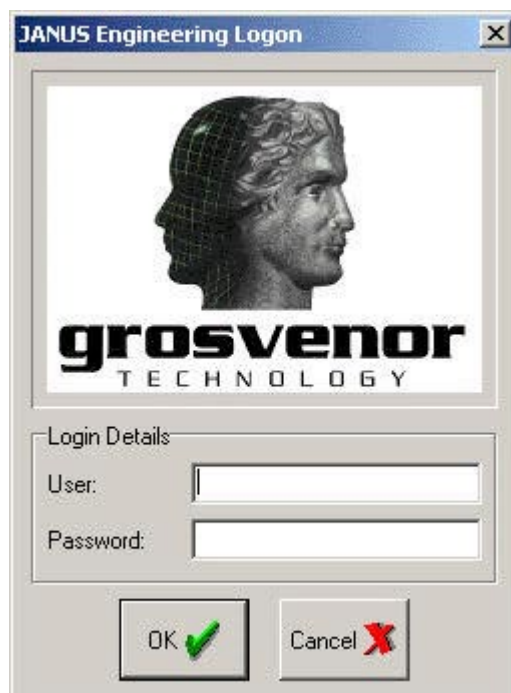 JANUS Engineering Logon
grosvenor
TECHNOLOGY
Login Details
User:
Password:
OK
Cancel